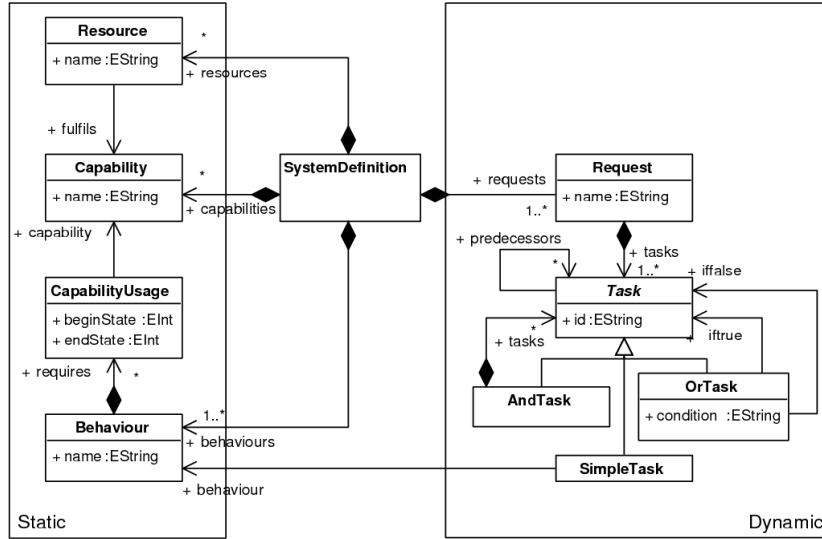 Resource
+ name :EString
*
+ resources
+ fulfils
Capability
+ name :EString
*
+ capabilities
SystemDefinition
+ requests
1..*
Request
+ name :EString
+ capability
+ predecessors
*
+ tasks
1..*
+ iffalse
CapabilityUsage
+ beginState :EInt
+ endState :EInt
Task
+ id :EString
*
+ tasks
+ iftrue
+ requires
*
AndTask
OrTask
+ condition :EString
Behaviour
+ name :EString
1..*
+ behaviours
SimpleTask
+ behaviour
Static
Dynamic